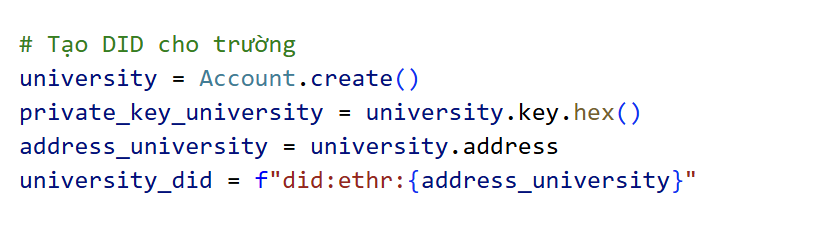 # Tạo DID cho trường
university = Account.create()
private_key_university = university.key.hex()
address_university = university.address
university_did = f"did:ethr:{address_university}"